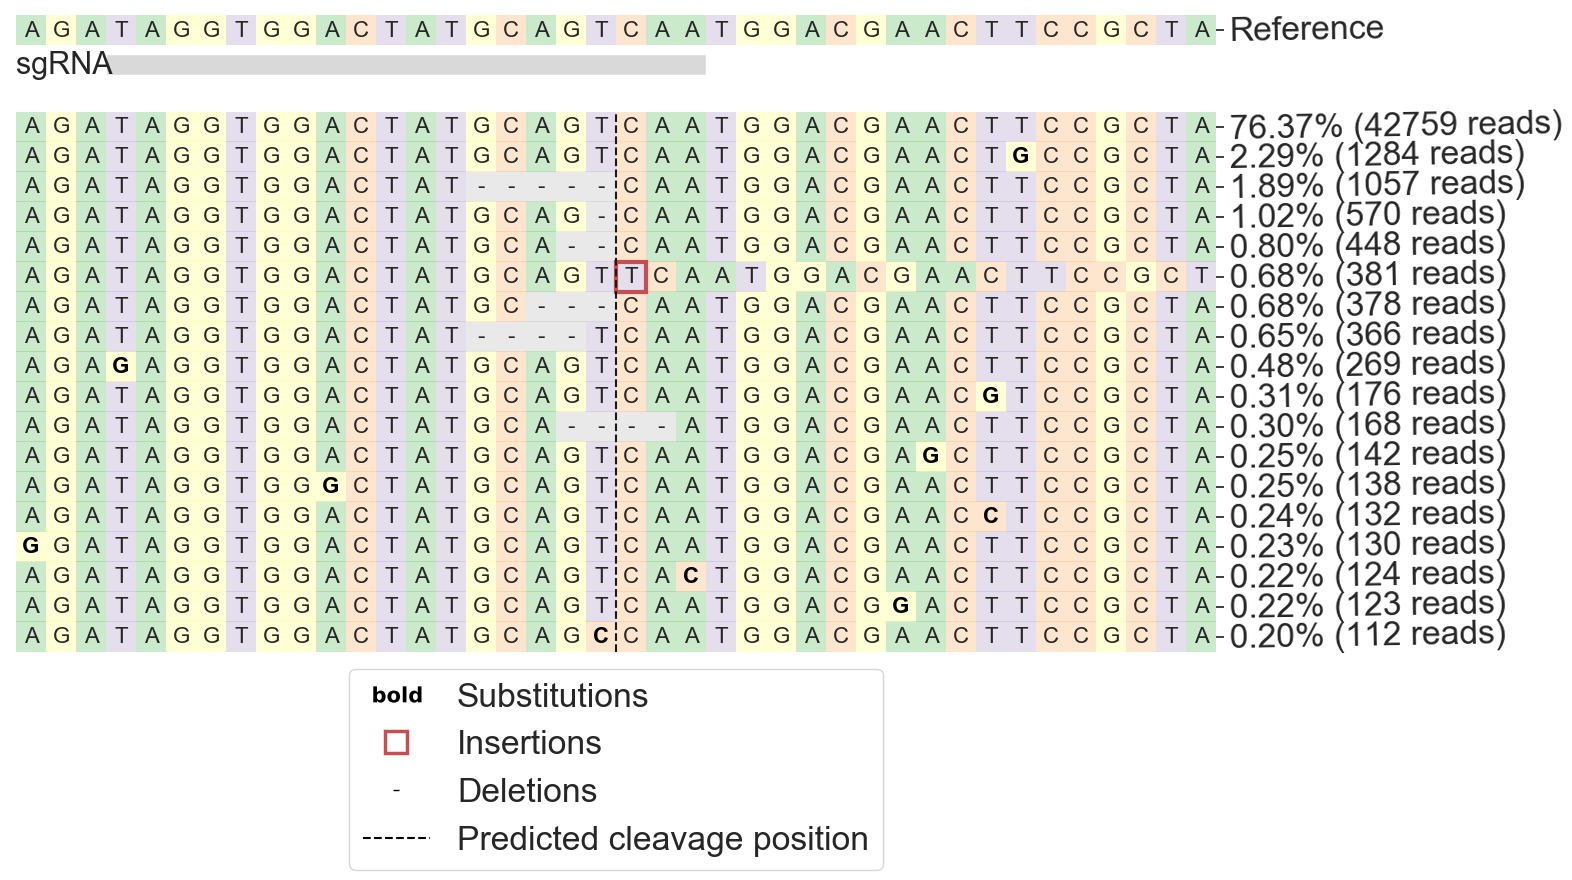 A G A T A G G T G G A C T A T G C A G T C A A T G G A C G A A C T T C C G C T A - Reference
sgRNA
A G A T A G G T G G A C T A T G C A G T C A A T G G A C G A A C T T C C G C T A - 76.37% (42759 reads)
A G A T A G G T G G A C T A T G C A G T C A A T G G A C G A A C T G C C G C T A - 2.29% (1284 reads)
A G A T A G G T G G A C T A T - - - - - C A A T G G A C G A A C T T C C G C T A - 1.89% (1057 reads)
A G A T A G G T G G A C T A T G C A G - C A A T G G A C G A A C T T C C G C T A - 1.02% (570 reads)
A G A T A G G T G G A C T A T G C A - - C A A T G G A C G A A C T T C C G C T A - 0.80% (448 reads)
A G A T A G G T G G A C T A T G C A G T T C A A T G G A C G A A C T T C C G C T - 0.68% (381 reads)
A G A T A G G T G G A C T A T G C - - - C A A T G G A C G A A C T T C C G C T A - 0.68% (378 reads)
A G A T A G G T G G A C T A T - - - - T C A A T G G A C G A A C T T C C G C T A - 0.65% (366 reads)
A G A G A G G T G G A C T A T G C A G T C A A T G G A C G A A C T T C C G C T A - 0.48% (269 reads)
A G A T A G G T G G A C T A T G C A G T C A A T G G A C G A A C G T C C G C T A - 0.31% (176 reads)
A G A T A G G T G G A C T A T G C A - - - - A T G G A C G A A C T T C C G C T A - 0.30% (168 reads)
A G A T A G G T G G A C T A T G C A G T C A A T G G A C G A G C T T C C G C T A - 0.25% (142 reads)
A G A T A G G T G G G C T A T G C A G T C A A T G G A C G A A C T T C C G C T A - 0.25% (138 reads)
A G A T A G G T G G A C T A T G C A G T C A A T G G A C G A A C C T C C G C T A - 0.24% (132 reads)
G G A T A G G T G G A C T A T G C A G T C A A T G G A C G A A C T T C C G C T A - 0.23% (130 reads)
A G A T A G G T G G A C T A T G C A G T C A C T G G A C G A A C T T C C G C T A - 0.22% (124 reads)
A G A T A G G T G G A C T A T G C A G T C A A T G G A C G G A C T T C C G C T A - 0.22% (123 reads)
A G A T A G G T G G A C T A T G C A G C C A A T G G A C G A A C T T C C G C T A - 0.20% (112 reads)
bold Substitutions
Insertions
- Deletions
Predicted cleavage position